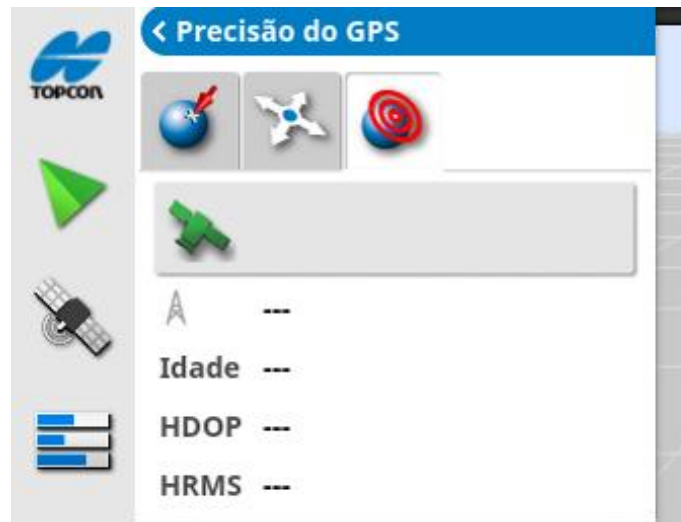 < Precisão do GPS
TOPCON
---
Idade ---
HDOP ---
HRMS ---